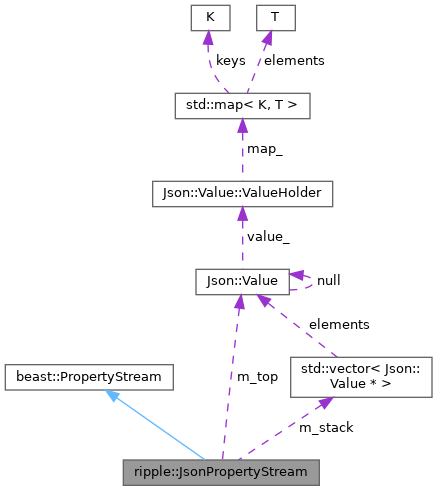 K
T
keys
elements
std::map< K, T >
map_
Json::Value::ValueHolder
value_
Json::Value
null
elements
beast::PropertyStream
m_top
std::vector< Json::
Value * >
m_stack
ripple::JsonPropertyStream